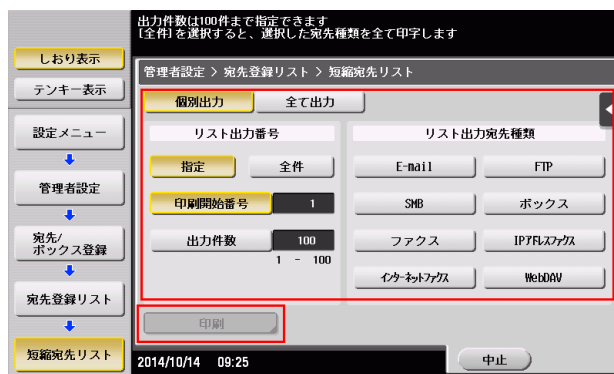 出力件数は100件まで指定できます
【全件】を選択すると、選択した宛先種類を全て印字します
しおり表示
テンキー表示
設定メニュー
管理者設定
宛先/
ボックス登録
宛先登録リスト
短縮宛先リスト
管理者設定 > 宛先登録リスト > 短縮宛先リスト
個別出力 全て出力
リスト出力番号
指定 全件
印刷開始番号 1
出力件数 100
1 - 100
リスト出力宛先種類
E-mail FTP
SMB ボックス
ファクス IPアドレスファクス
インターネットファクス WebDAV
印刷
2014/10/14 09:25
中止